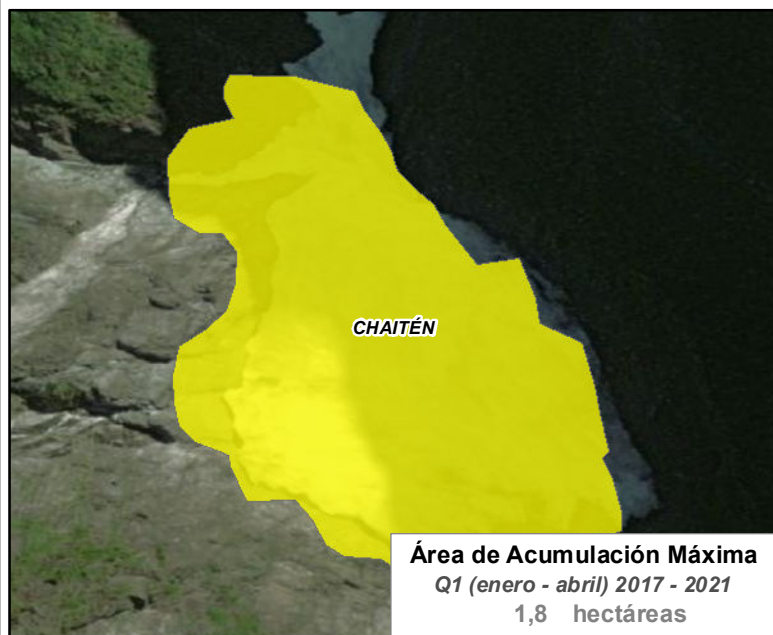 CHAITÉN
Área de Acumulación Máxima
Q1 (enero - abril) 2017 - 2021
1,8 hectáreas